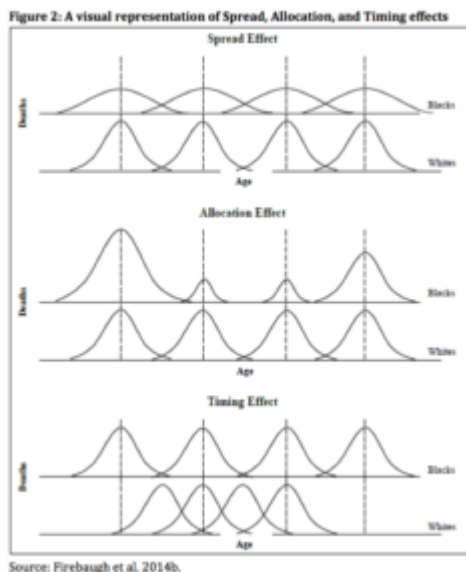 Figure 2: A visual representation of Spread, Allocation, and Timing effects
Spread Effect
Deaths
Blacks
Whites
Age
Allocation Effect
Deaths
Blacks
Whites
Age
Timing Effect
Deaths
Blacks
Whites
Age
Source: Firebaugh et al. 2014b.